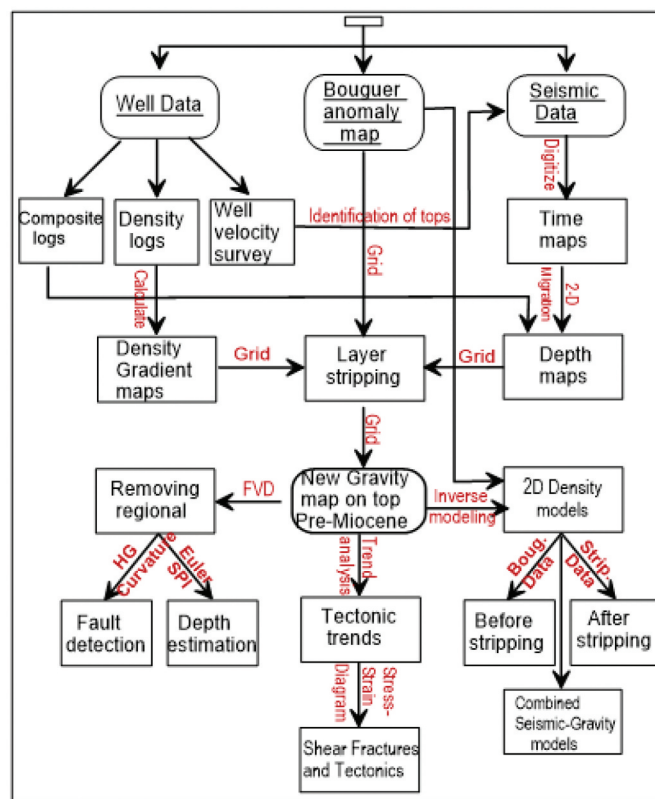 Well Data
Bouguer
anomaly
map
Seismic
Data
Digitize
Composite
logs
Density
logs
Well
velocity
survey
Identification of tops
Grid
Time
maps
Calculate
Migration
2-D
Density
Gradient
maps
Grid
Layer
stripping
Grid
Depth
maps
Grid
Removing
regional
FVD
New Gravity
map on top
Pre-Miocene
Inverse
modeling
2D Density
models
HG
Curvature
Euler
SPI
Trend
analysis
Boug.
Data
Strip.
Data
Fault
detection
Depth
estimation
Tectonic
trends
Before
stripping
After
stripping
Stress-
Strain
Diagram
Combined
Seismic-Gravity
models
Shear Fractures
and Tectonics